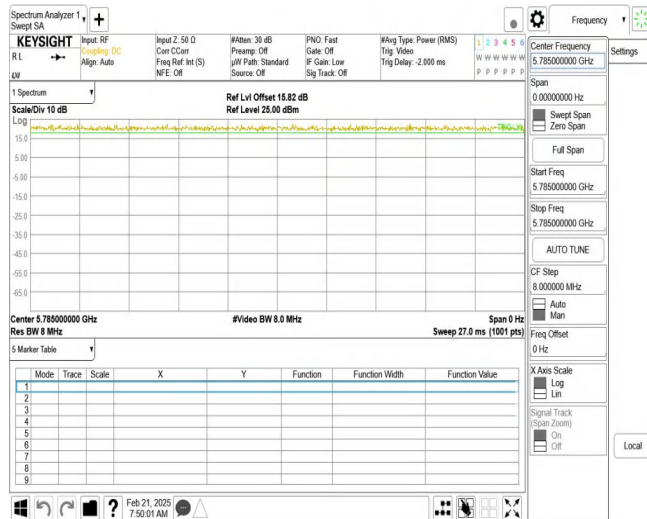 Spectrum Analyzer 1
Swept SA
Frequency
KEYSIGHT
R L
Input: RF
Coupling: DC
Align: Auto
Input Z: 50 Ω
Corr CCorr
Freq Ref: Int (S)
NFE: Off
#Atten: 30 dB
Preamp: Off
µW Path: Standard
Source: Off
PNO: Fast
Gate: Off
IF Gain: Low
Sig Track: Off
#Avg Type: Power (RMS)
Trig: Video
Trig Delay: -2.000 ms
1 2 3 4 5 6
W W W W W W
P P P P P P
1 Spectrum
Scale/Div 10 dB
Ref Lvl Offset 15.82 dB
Ref Level 25.00 dBm
Log
15.0
5.00
-5.00
-15.0
-25.0
-35.0
-45.0
-55.0
-65.0
Center 5.785000000 GHz
Res BW 8 MHz
#Video BW 8.0 MHz
Span 0 Hz
Sweep 27.0 ms (1001 pts)
5 Marker Table
Mode Trace Scale X Y Function Function Width Function Value
1
2
3
4
5
6
7
8
9
Feb 21, 2025
7:50:01 AM
Center Frequency
5.785000000 GHz
Span
0.00000000 Hz
Swept Span
Zero Span
Full Span
Start Freq
5.785000000 GHz
Stop Freq
5.785000000 GHz
AUTO TUNE
CF Step
8.000000 MHz
Auto
Man
Freq Offset
0 Hz
X Axis Scale
Log
Lin
Signal Track
(Span Zoom)
On
Off
Settings
Local